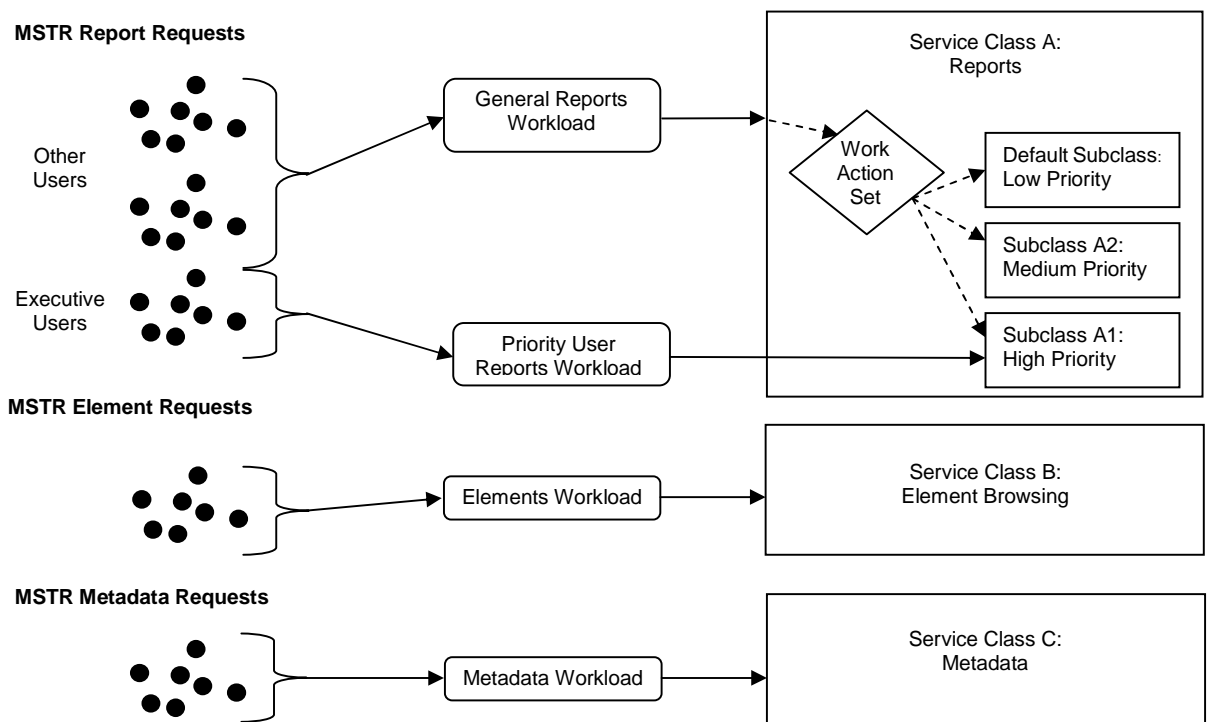 MSTR Report Requests
Other
Users
Executive
Users
General Reports
Workload
Priority User
Reports Workload
Service Class A:
Reports
Work
Action
Set
Default Subclass:
Low Priority
Subclass A2:
Medium Priority
Subclass A1:
High Priority
MSTR Element Requests
Elements Workload
Service Class B:
Element Browsing
MSTR Metadata Requests
Metadata Workload
Service Class C:
Metadata